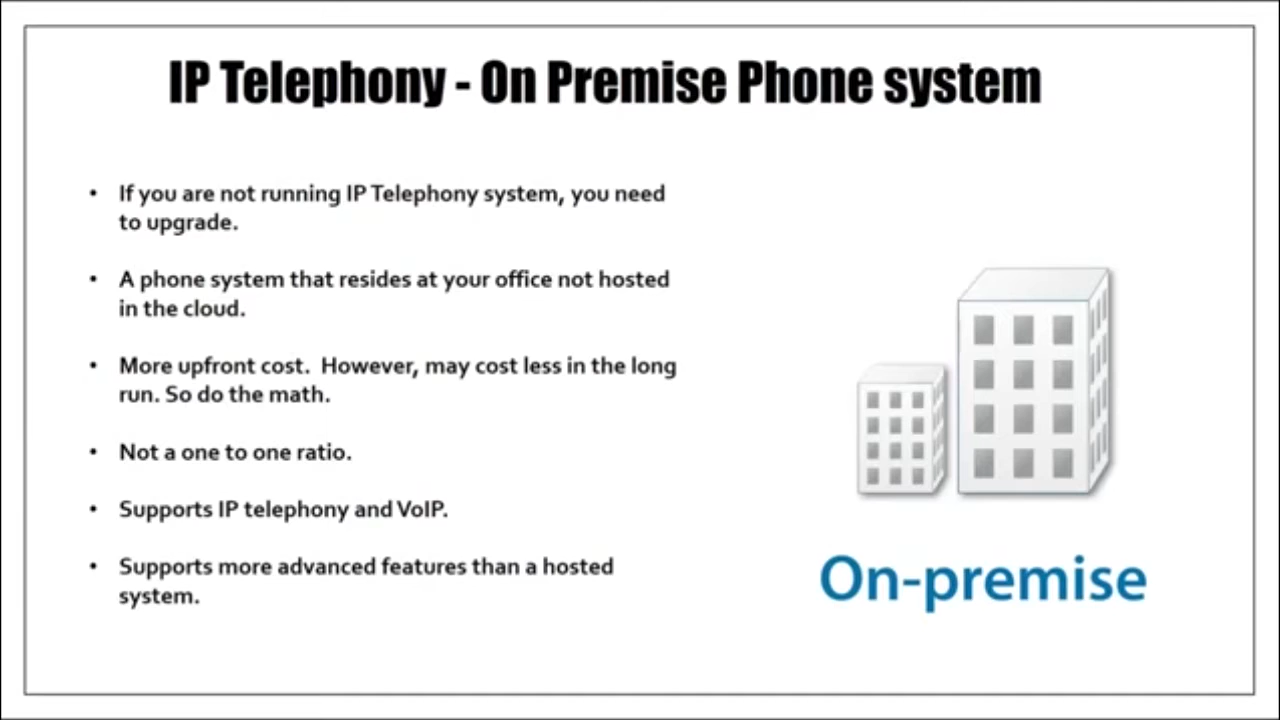 IP Telephony - On Premise Phone system
• If you are not running IP Telephony system, you need
to upgrade.
• A phone system that resides at your office not hosted
in the cloud.
• More upfront cost.  However, may cost less in the long
run. So do the math.
• Not a one to one ratio.
• Supports IP telephony and VoIP.
• Supports more advanced features than a hosted
system.
On-premise